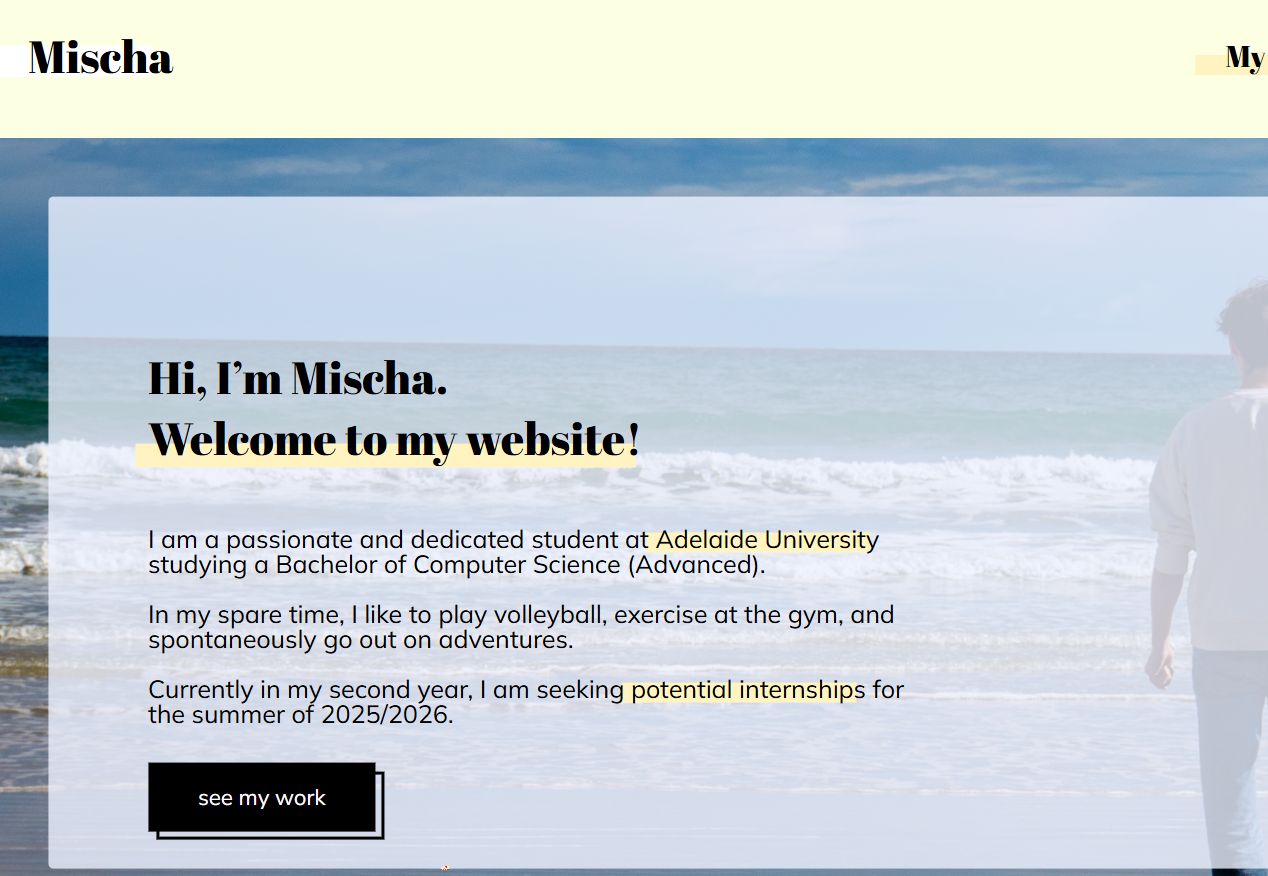 Mischa
My
Hi, I’m Mischa.
Welcome to my website!
I am a passionate and dedicated student at Adelaide University
studying a Bachelor of Computer Science (Advanced).
In my spare time, I like to play volleyball, exercise at the gym, and
spontaneously go out on adventures.
Currently in my second year, I am seeking potential internships for
the summer of 2025/2026.
see my work